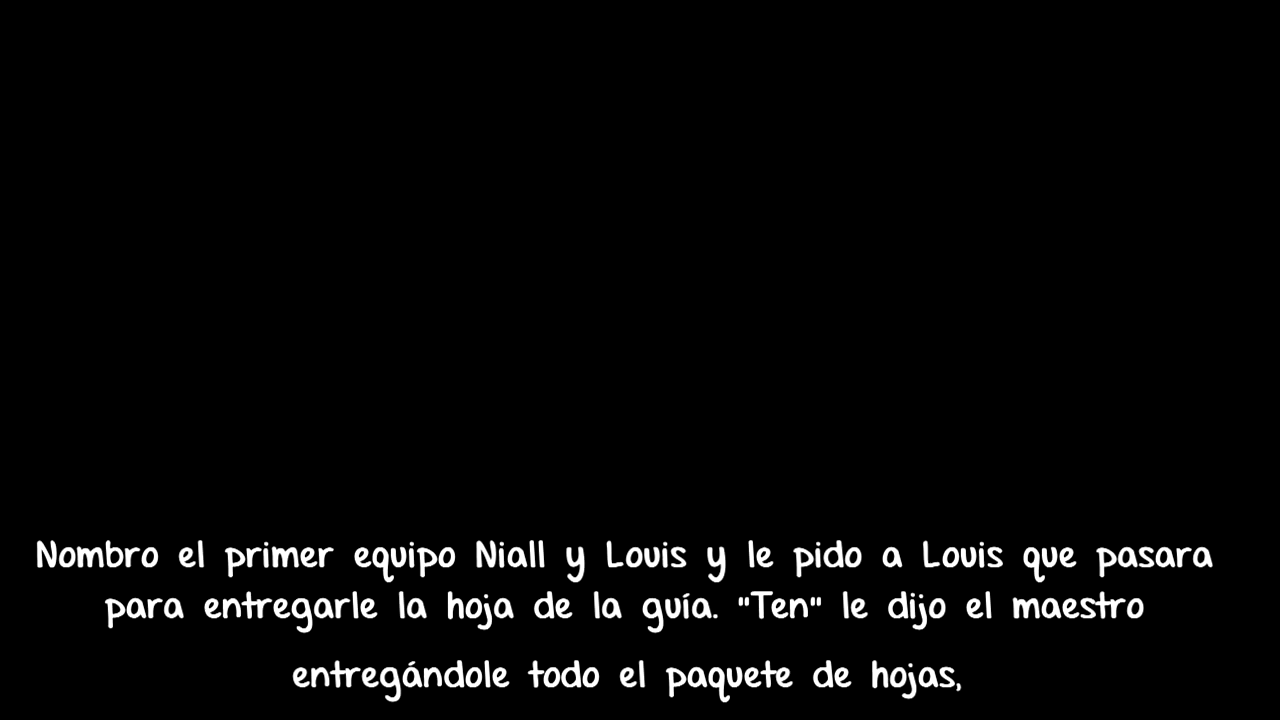 Nombro el primer equipo Niall y Louis y le pido a Louis que pasara
para entregarle la hoja de la guía. "Ten" le dijo el maestro
entregándole todo el paquete de hojas,